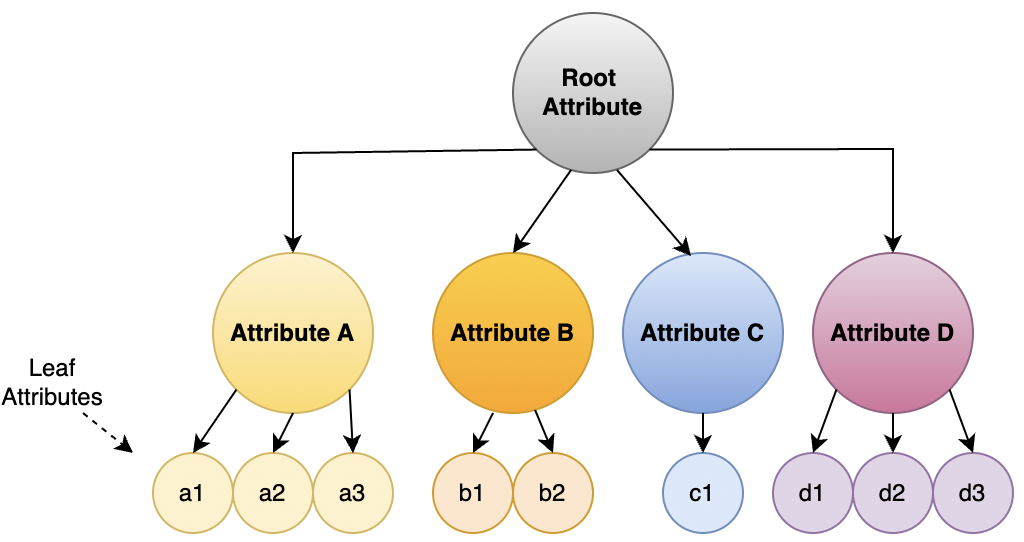 Root
Attribute
Attribute A
Attribute B
Attribute C
Attribute D
Leaf
Attributes
a1
a2
a3
b1
b2
c1
d1
d2
d3